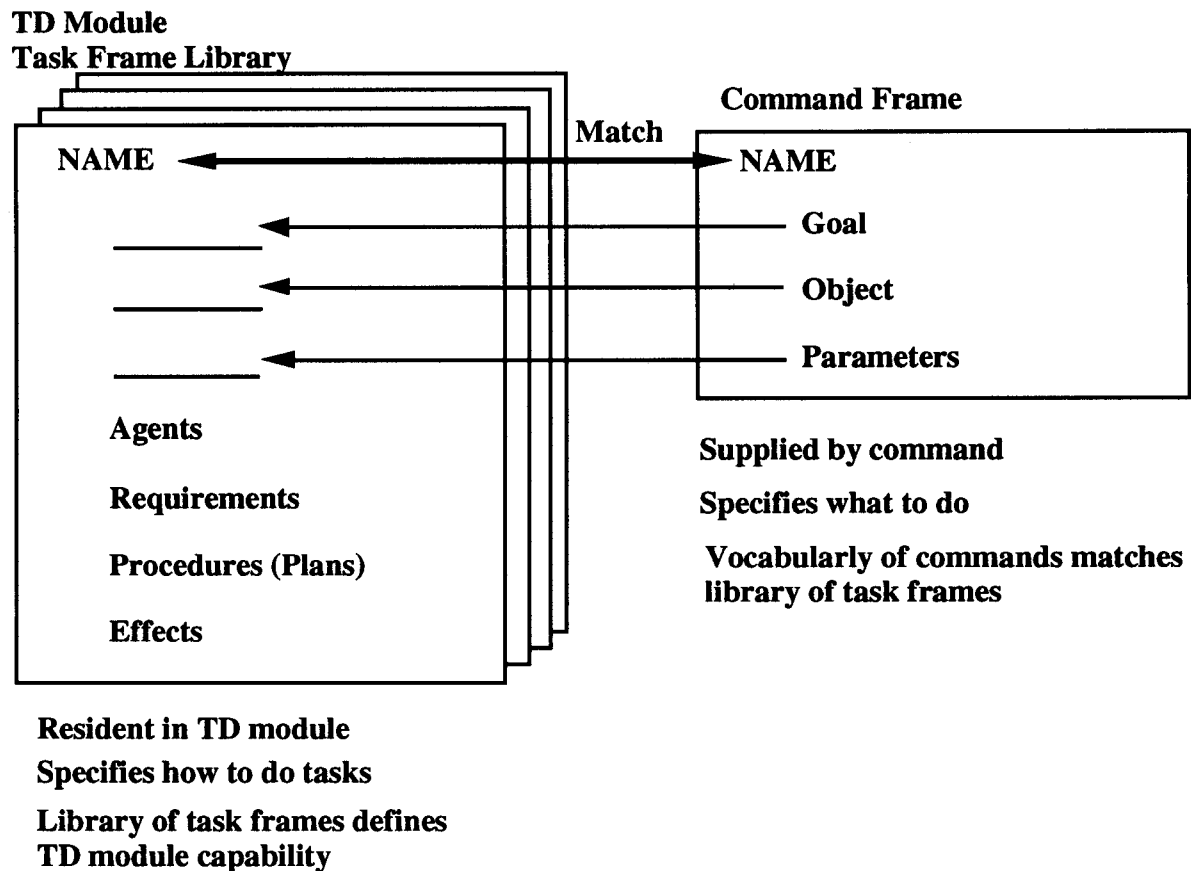 TD Module
Task Frame Library
NAME
Agents
Requirements
Procedures (Plans)
Effects
Resident in TD module
Specifies how to do tasks
Library of task frames defines
TD module capability
Match
Command Frame
NAME
Goal
Object
Parameters
Supplied by command
Specifies what to do
Vocabularly of commands matches
library of task frames